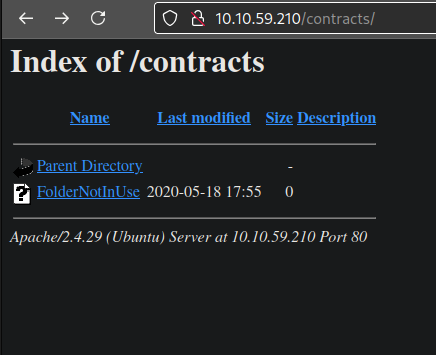 10.10.59.210/contracts/
Index of /contracts
Name Last modified Size Description
Parent Directory -
FolderNotInUse 2020-05-18 17:55 0
Apache/2.4.29 (Ubuntu) Server at 10.10.59.210 Port 80